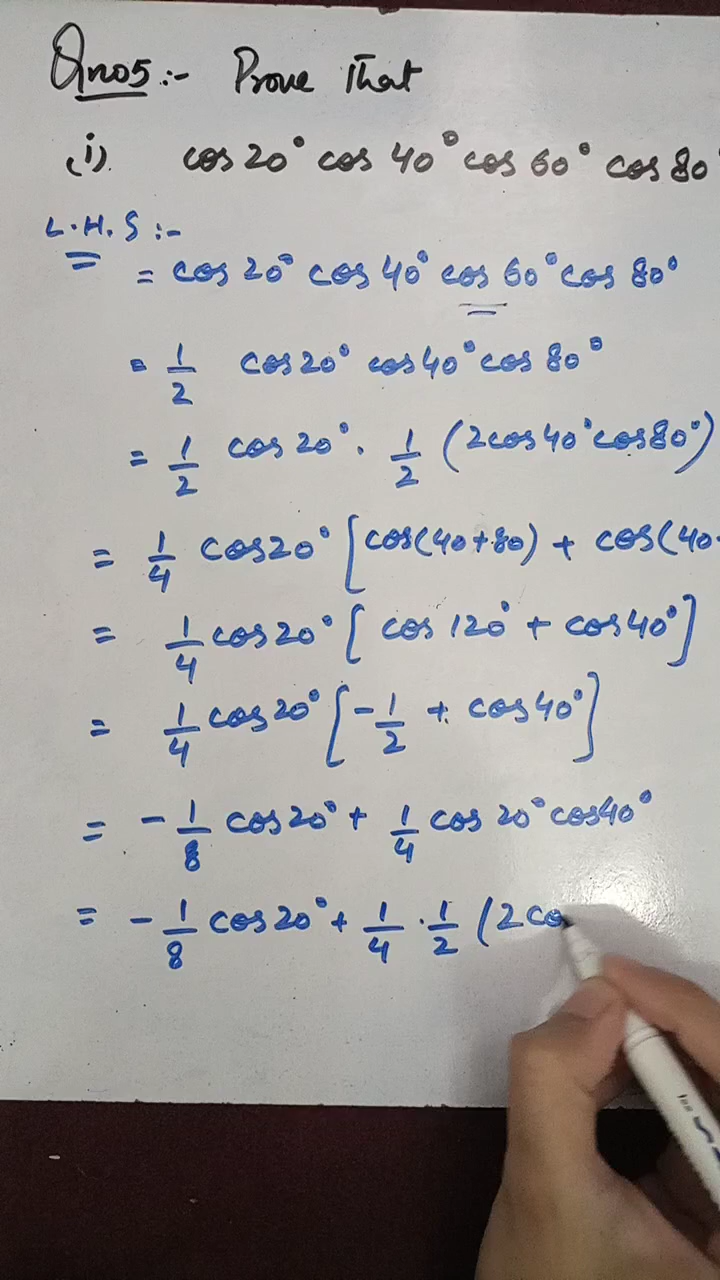 Qno5:- Prove That
(i). cos 20° cos 40° cos 60° cos 80°
L.H.S :-
= cos 20° cos 40° cos 60° cos 80°
= 1/2 cos 20° cos 40° cos 80°
= 1/2 cos 20° . 1/2 (2cos 40° cos 80°)
= 1/4 cos 20° [cos(40+80) + cos(40-
= 1/4 cos 20° [cos 120° + cos 40°]
= 1/4 cos 20° [-1/2 + cos 40°]
= -1/8 cos 20° + 1/4 cos 20° cos 40°
= -1/8 cos 20° + 1/4 . 1/2 (2co